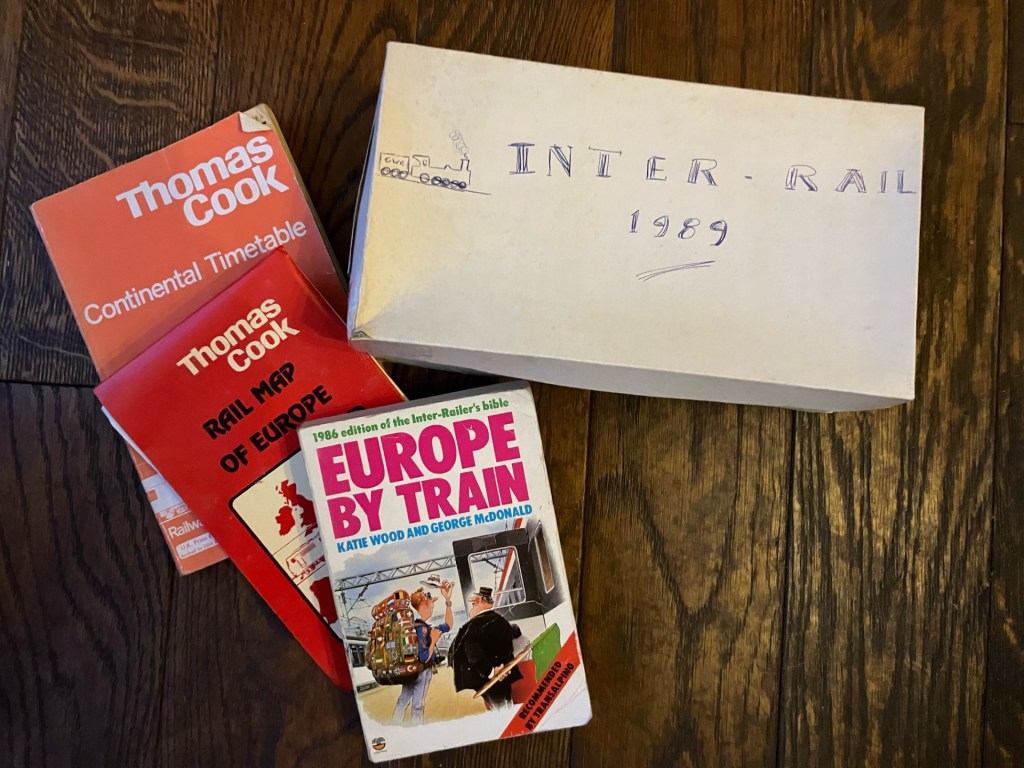 Thomas
Cook
Continental Timetable
Thomas
Cook
RAIL MAP
OF EUROPE
1986 edition of the Inter-Railer's bible
EUROPE
BY TRAIN
KATIE WOOD AND GEORGE McDONALD
RECOMMENDED
BY TRANSALPINO
GWR
INTER - RAIL
1989